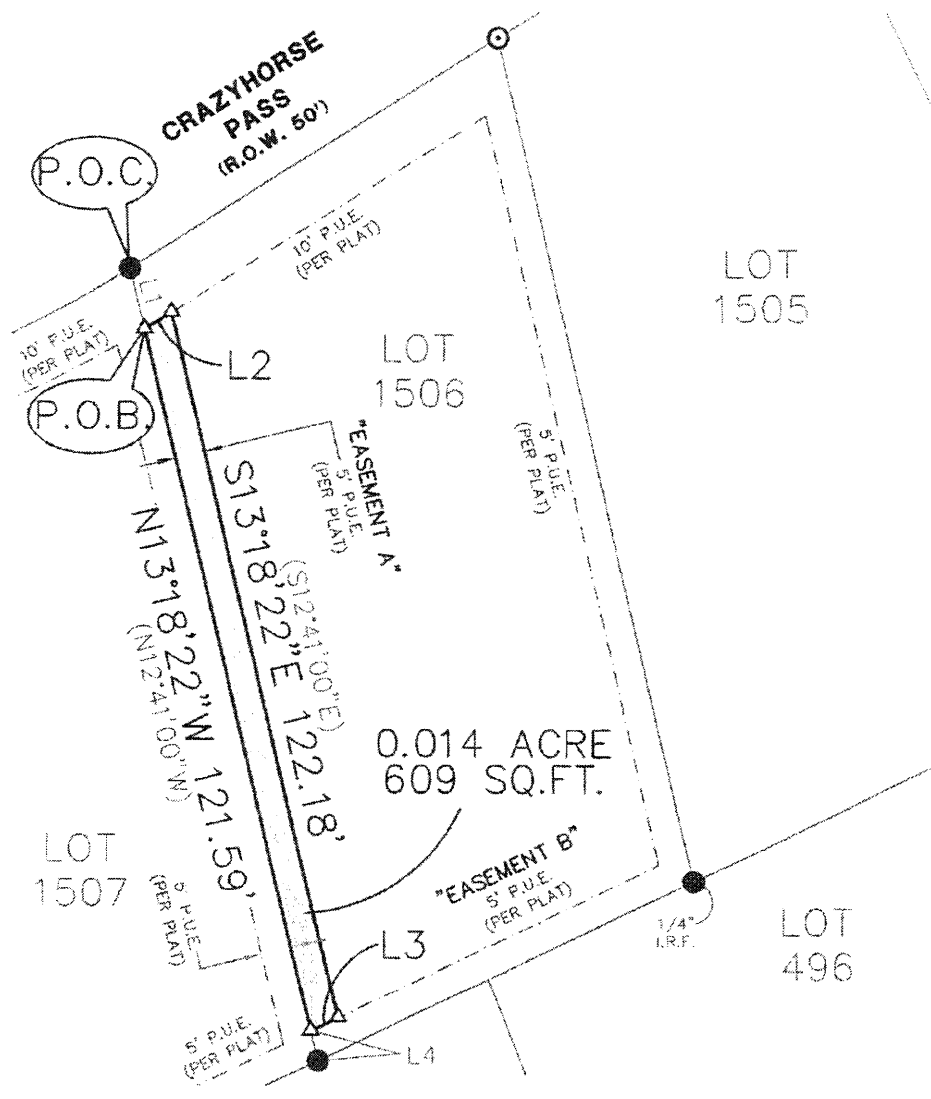 CRAZYHORSE
PASS
(R.O.W. 50')
P.O.C.
L1
10' P.U.E.
(PER PLAT)
10' P.U.E.
(PER PLAT)
LOT
1505
L2
LOT
1506
P.O.B.
"EASEMENT A"
5' P.U.E.
(PER PLAT)
5' P.U.E.
(PER PLAT)
N13°18'22"W 121.59'
(N12°41'00"W)
S13°18'22"E 122.18'
(S12°41'00"E)
0.014 ACRE
609 SQ.FT.
LOT
1507
5' P.U.E.
(PER PLAT)
"EASEMENT B"
5' P.U.E.
(PER PLAT)
1/4"
I.R.F.
LOT
496
L3
5' P.U.E.
(PER PLAT)
L4